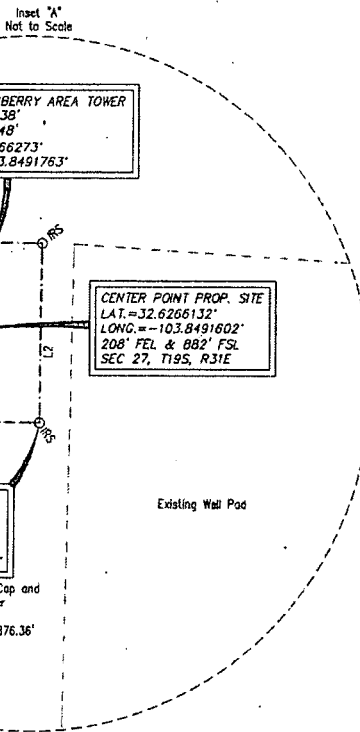 Inset "A"
Not to Scale
BERRY AREA TOWER
38'
48'
66273°
3.8491763°
IRS
CENTER POINT PROP. SITE
LAT.=32.6266132°
LONG.=-103.8491602°
208' FEL & 882' FSL
SEC 27, T19S, R31E
L2
IRS
Existing Well Pad
Cap and
876.36'